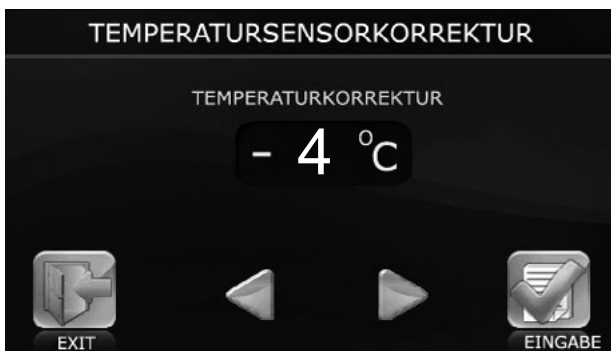 TEMPERATURSENSORKORREKTUR
TEMPERATURKORREKTUR
- 4 °C
EXIT
EINGABE